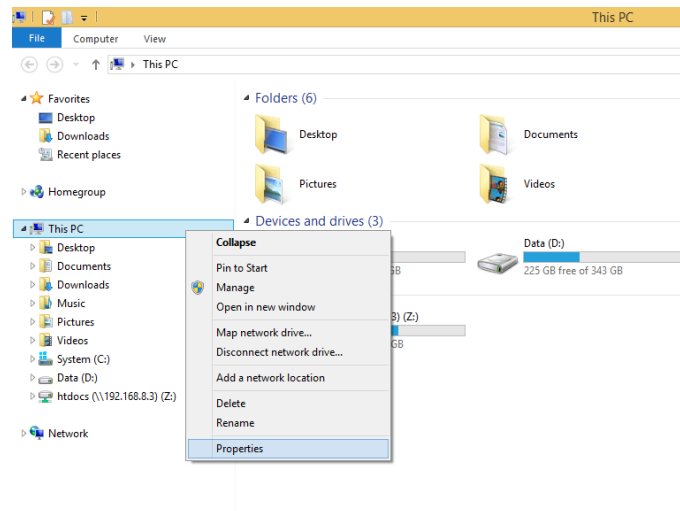 This PC
File Computer View
This PC
Favorites
Desktop
Downloads
Recent places
Homegroup
This PC
Desktop
Documents
Downloads
Music
Pictures
Videos
System (C:)
Data (D:)
htdocs (\\192.168.8.3) (Z:)
Network
Folders (6)
Desktop
Documents
Pictures
Videos
Devices and drives (3)
GB
Data (D:)
225 GB free of 343 GB
3) (Z:)
GB
Collapse
Pin to Start
Manage
Open in new window
Map network drive...
Disconnect network drive...
Add a network location
Delete
Rename
Properties